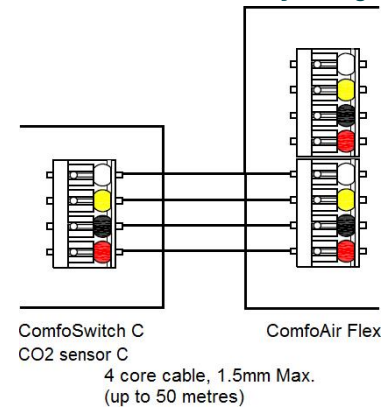 ComfoSwitch C
ComfoAir Flex
CO2 sensor C
4 core cable, 1.5mm Max.
(up to 50 metres)